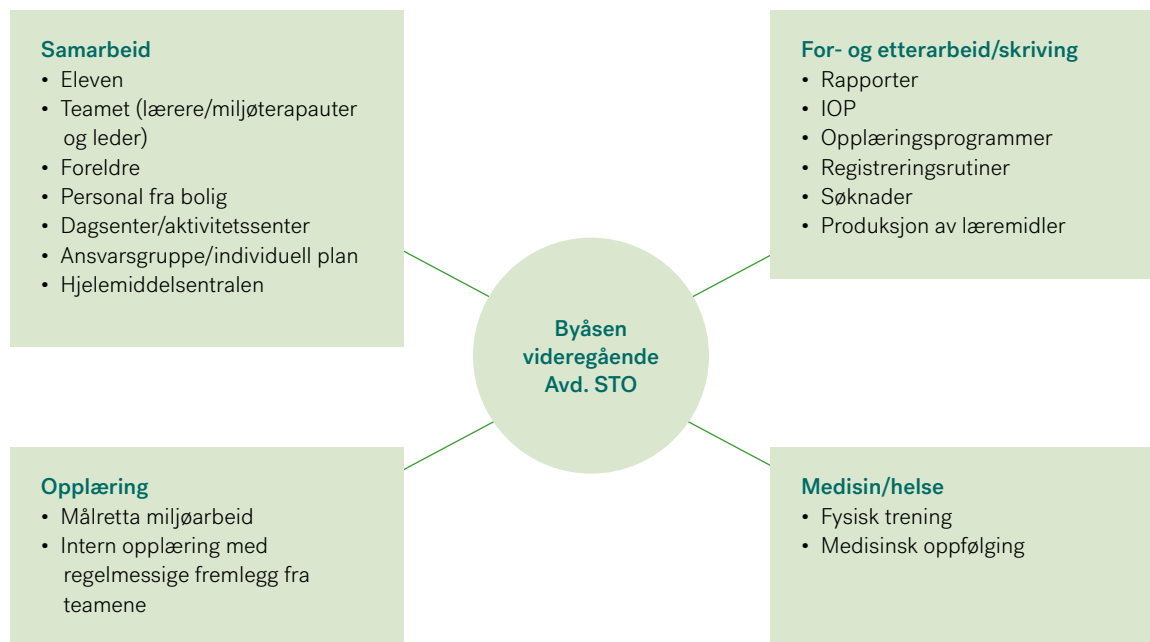 Samarbeid
• Eleven
• Teamet (lærere/miljøterapauter
og leder)
• Foreldre
• Personal fra bolig
• Dagsenter/aktivitetssenter
• Ansvarsgruppe/individuell plan
• Hjelemiddelsentralen
For- og etterarbeid/skriving
• Rapporter
• IOP
• Opplæringsprogrammer
• Registreringsrutiner
• Søknader
• Produksjon av læremidler
Byåsen
videregående
Avd. STO
Opplæring
• Målretta miljøarbeid
• Intern opplæring med
regelmessige fremlegg fra
teamene
Medisin/helse
• Fysisk trening
• Medisinsk oppfølging